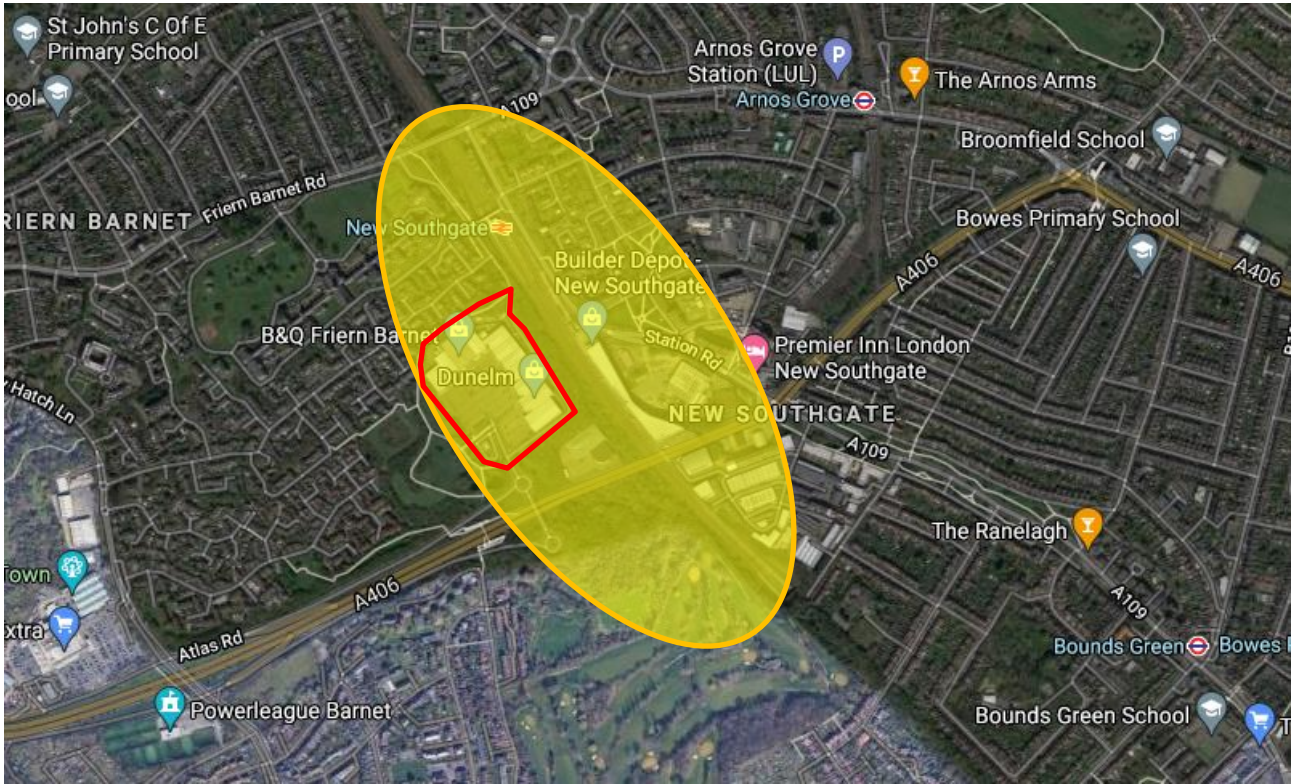 St John's C Of E
Primary School
ool
A109
Arnos Grove
Station (LUL)
Arnos Grove
The Arnos Arms
Broomfield School
Friern Barnet Rd
RIERN BARNET
New Southgate
Bowes Primary School
A406
A406
Builder Depot -
New Southgate
B&Q Friern Barnet
Station Rd
Premier Inn London
New Southgate
Dunelm
Hatch Ln
NEW SOUTHGATE
A109
The Ranelagh
Town
A406
A109
xtra
Atlas Rd
Bounds Green
Bowes
Powerleague Barnet
Bounds Green School